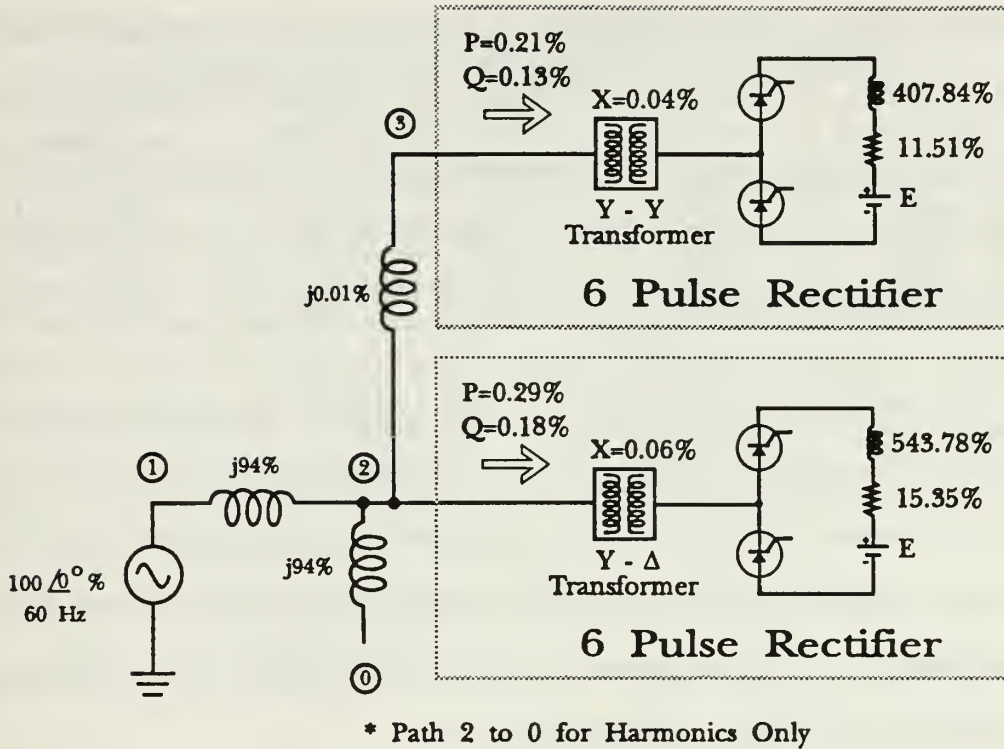 P=0.21%
Q=0.13%
X=0.04%
407.84%
11.51%
E
Y - Y
Transformer
6 Pulse Rectifier
3
j0.01%
P=0.29%
Q=0.18%
X=0.06%
543.78%
15.35%
E
Y - Δ
Transformer
6 Pulse Rectifier
1
j94%
2
j94%
100 /0° %
60 Hz
0
* Path 2 to 0 for Harmonics Only